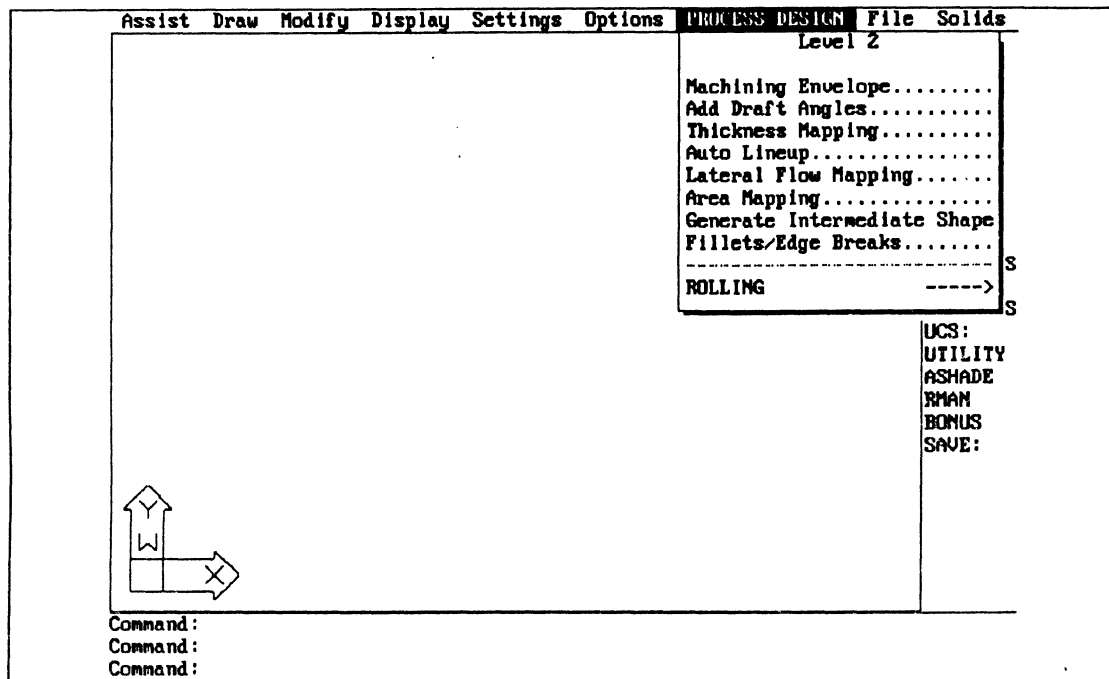 Assist Draw Modify Display Settings Options PROCESS DESIGN File Solids
Level 2
Machining Envelope.........
Add Draft Angles...........
Thickness Mapping..........
Auto Lineup................
Lateral Flow Mapping.......
Area Mapping...............
Generate Intermediate Shape
Fillets/Edge Breaks........
S
ROLLING ----->
S
UCS:
UTILITY
ASHADE
RMAN
BONUS
SAVE:
Y
W
X
Command:
Command:
Command: